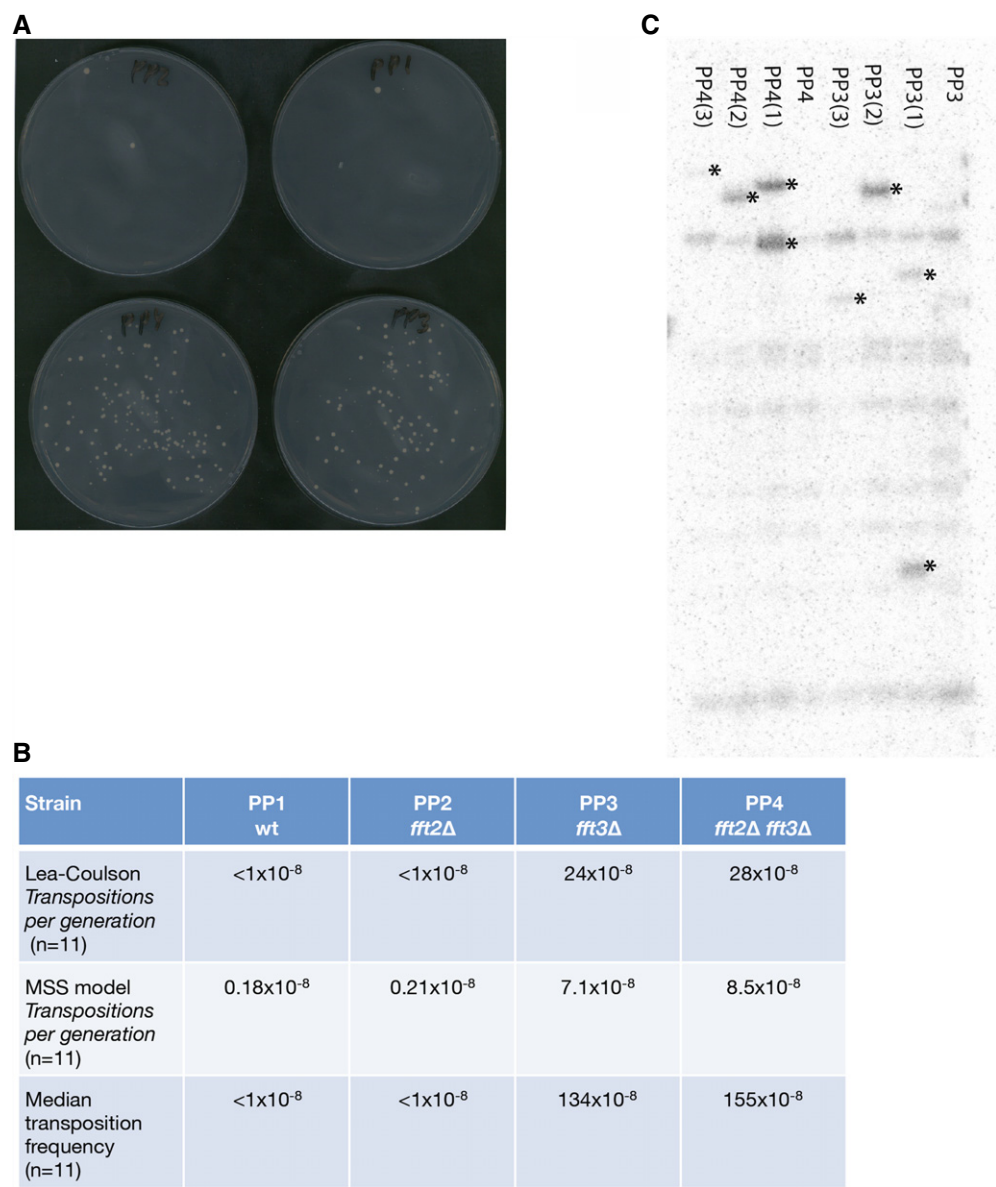 A
PP2
PP1
PP4
PP3
C
PP4(3)
PP4(2)
PP4(1)
PP4
PP3(3)
PP3(2)
PP3(1)
PP3
*
*
*
*
*
*
*
*
B
Strain
PP1
wt
PP2
fft2Δ
PP3
fft3Δ
PP4
fft2Δ fft3Δ
Lea-Coulson
Transpositions
per generation
(n=11)
<1x10⁻⁸
<1x10⁻⁸
24x10⁻⁸
28x10⁻⁸
MSS model
Transpositions
per generation
(n=11)
0.18x10⁻⁸
0.21x10⁻⁸
7.1x10⁻⁸
8.5x10⁻⁸
Median
transposition
frequency
(n=11)
<1x10⁻⁸
<1x10⁻⁸
134x10⁻⁸
155x10⁻⁸